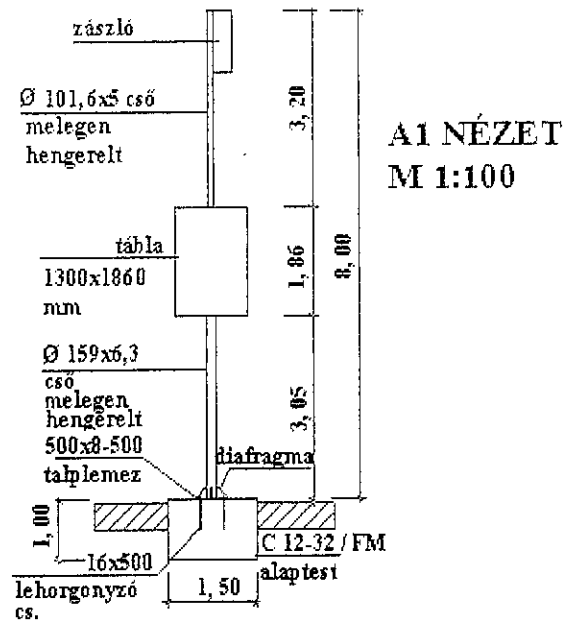 zászló
Ø 101,6x5 cső
melegen
hengerelt
3,20
A1 NÉZET
M 1:100
tábla
1300x1860
mm
1,86
8,00
Ø 159x6,3
cső
melegen
hengerelt
3,05
500x8-500
talplemez
diafragma
1,00
16x500
lehorgonyzó
cs.
1,50
C 12-32 / FM
alaptest